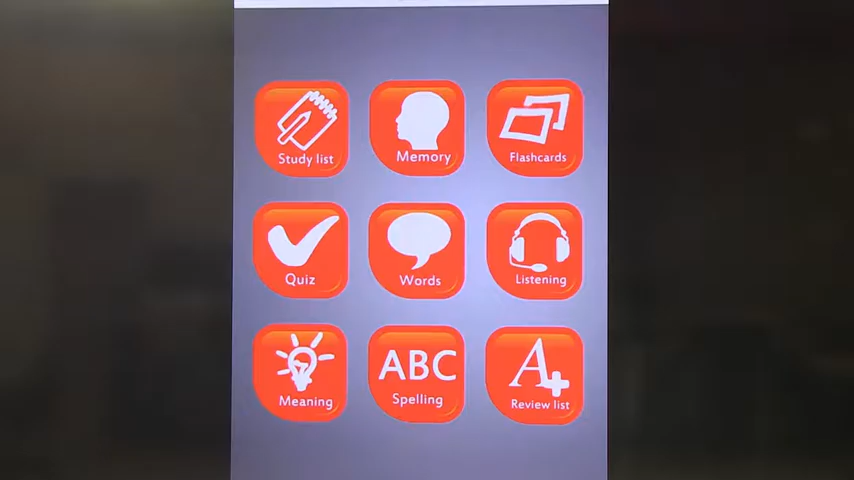 Study list
Memory
Flashcards
Quiz
Words
Listening
Meaning
ABC
Spelling
A+
Review list